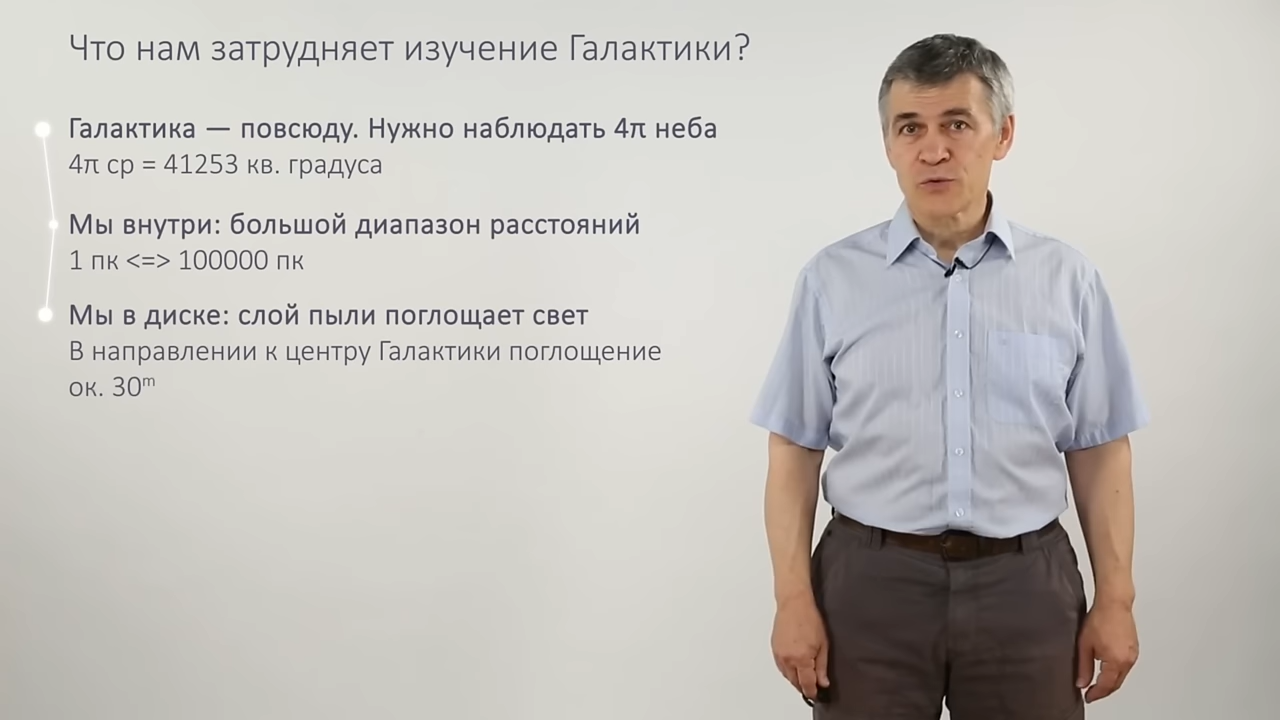 Что нам затрудняет изучение Галактики?
Галактика — повсюду. Нужно наблюдать 4π неба
4π ср = 41253 кв. градуса
Мы внутри: большой диапазон расстояний
1 пк <=> 100000 пк
Мы в диске: слой пыли поглощает свет
В направлении к центру Галактики поглощение
ок. 30ᵐ